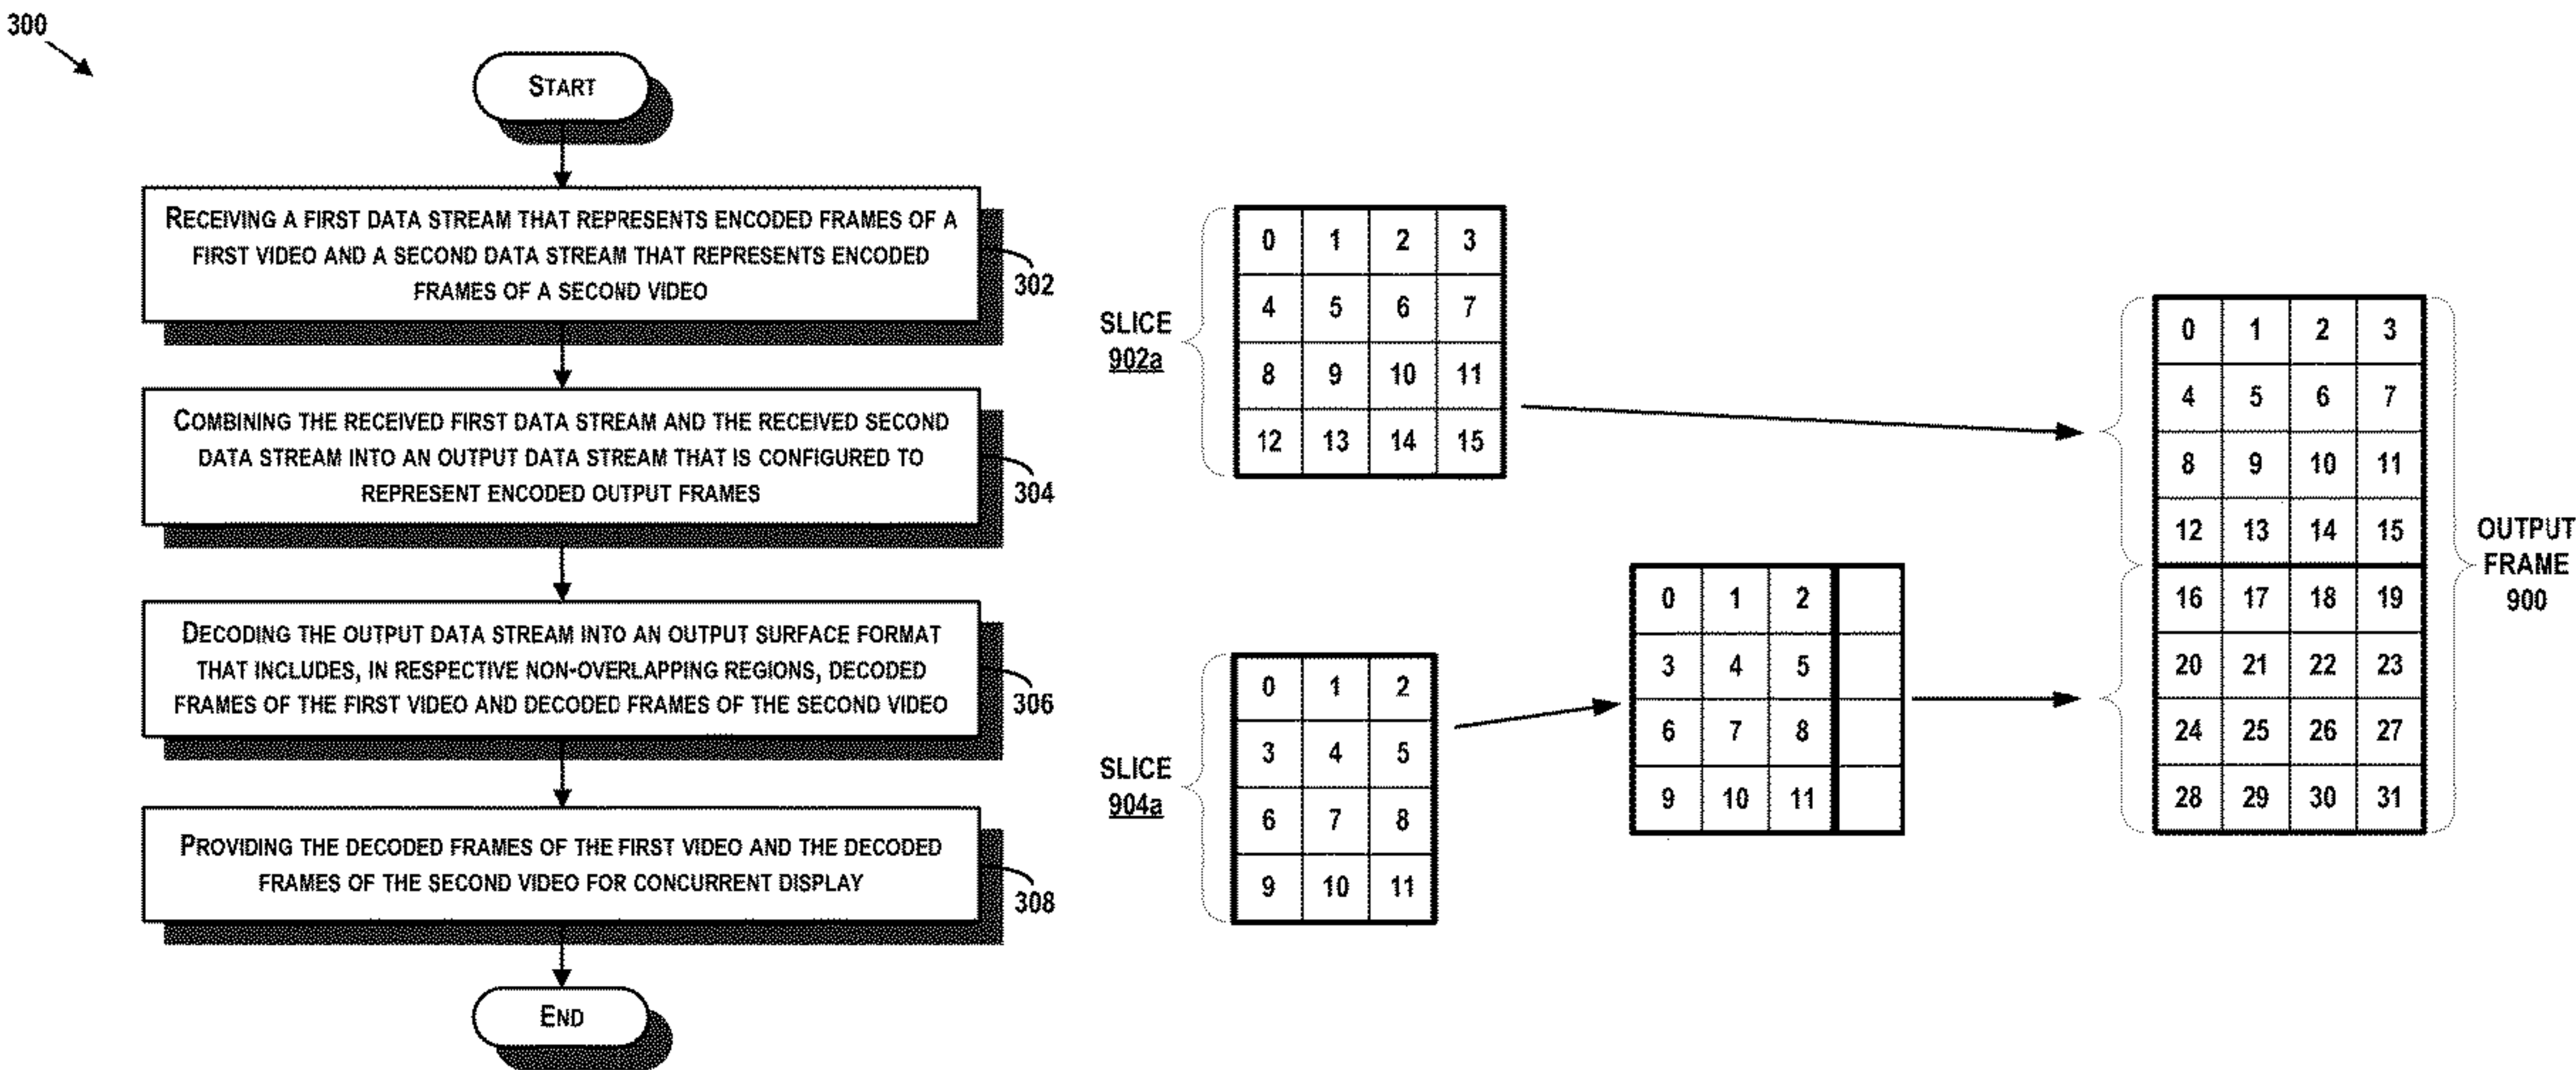 300
START
RECEIVING A FIRST DATA STREAM THAT REPRESENTS ENCODED FRAMES OF A
FIRST VIDEO AND A SECOND DATA STREAM THAT REPRESENTS ENCODED
FRAMES OF A SECOND VIDEO
302
COMBINING THE RECEIVED FIRST DATA STREAM AND THE RECEIVED SECOND
DATA STREAM INTO AN OUTPUT DATA STREAM THAT IS CONFIGURED TO
REPRESENT ENCODED OUTPUT FRAMES
304
DECODING THE OUTPUT DATA STREAM INTO AN OUTPUT SURFACE FORMAT
THAT INCLUDES, IN RESPECTIVE NON-OVERLAPPING REGIONS, DECODED
FRAMES OF THE FIRST VIDEO AND DECODED FRAMES OF THE SECOND VIDEO
306
PROVIDING THE DECODED FRAMES OF THE FIRST VIDEO AND THE DECODED
FRAMES OF THE SECOND VIDEO FOR CONCURRENT DISPLAY
308
END
SLICE
902a
0 1 2 3
4 5 6 7
8 9 10 11
12 13 14 15
SLICE
904a
0 1 2
3 4 5
6 7 8
9 10 11
0 1 2
3 4 5
6 7 8
9 10 11
0 1 2 3
4 5 6 7
8 9 10 11
12 13 14 15
16 17 18 19
20 21 22 23
24 25 26 27
28 29 30 31
OUTPUT
FRAME
900